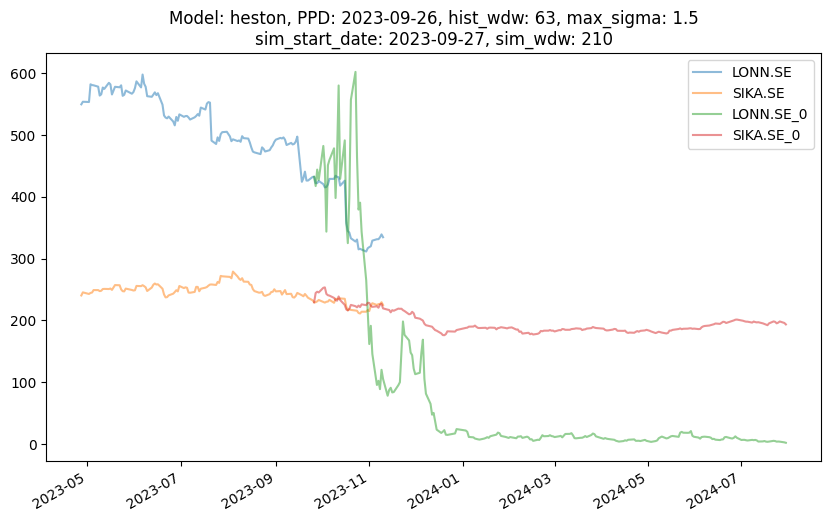 Model: heston, PPD: 2023-09-26, hist_wdw: 63, max_sigma: 1.5
sim_start_date: 2023-09-27, sim_wdw: 210
LONN.SE
SIKA.SE
LONN.SE_0
SIKA.SE_0
600
500
400
300
200
100
0
2023-05
2023-07
2023-09
2023-11
2024-01
2024-03
2024-05
2024-07